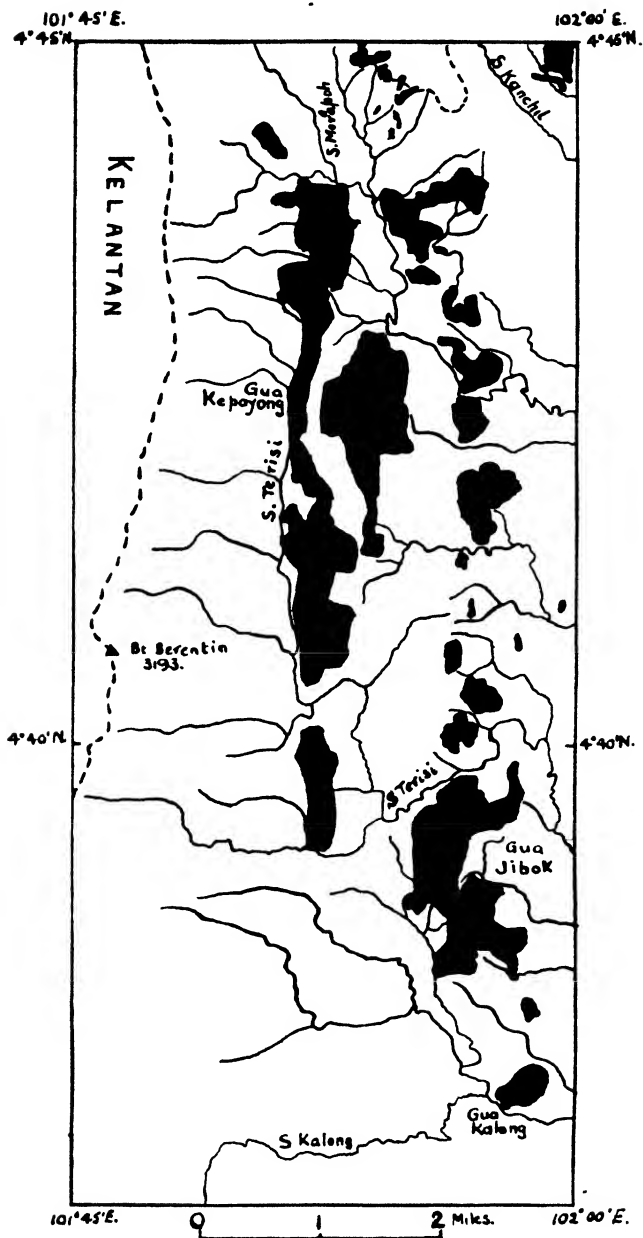 101°45'E.
102°00'E.
4°45'N.
4°45'N.
S. Merapoh
S Kanchil
KELANTAN
Gua
Kepayong
S. Terisi
Bt Berentin
3193.
4°40'N.
4°40'N.
S Terisi
Gua
Jibok
Gua
Kalong
S Kalong
101°45'E.
102°00'E.
0 1 2 Miles.